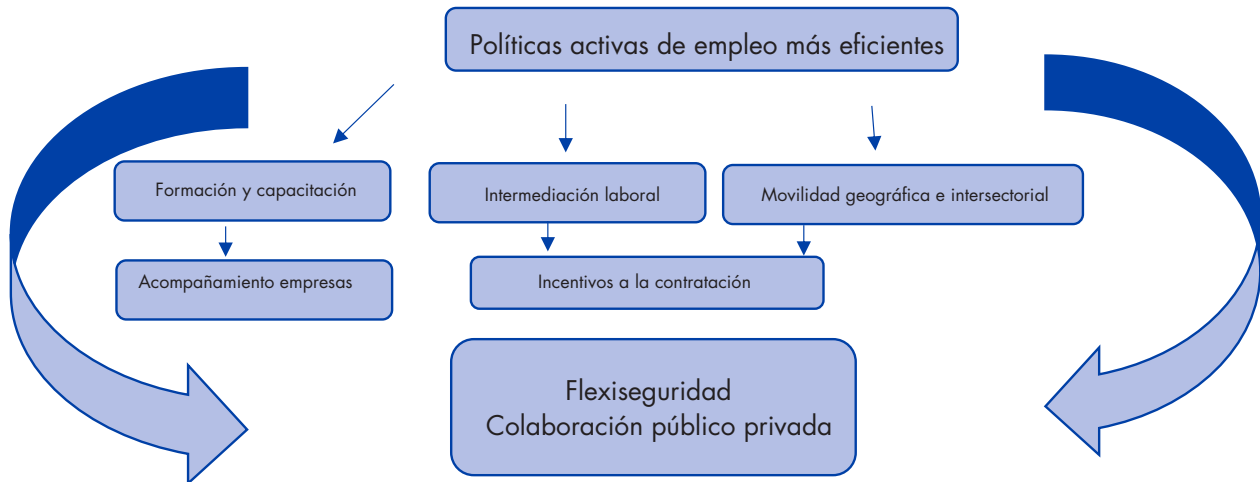 Políticas activas de empleo más eficientes
Formación y capacitación
Intermediación laboral
Movilidad geográfica e intersectorial
Acompañamiento empresas
Incentivos a la contratación
Flexiseguridad
Colaboración público privada